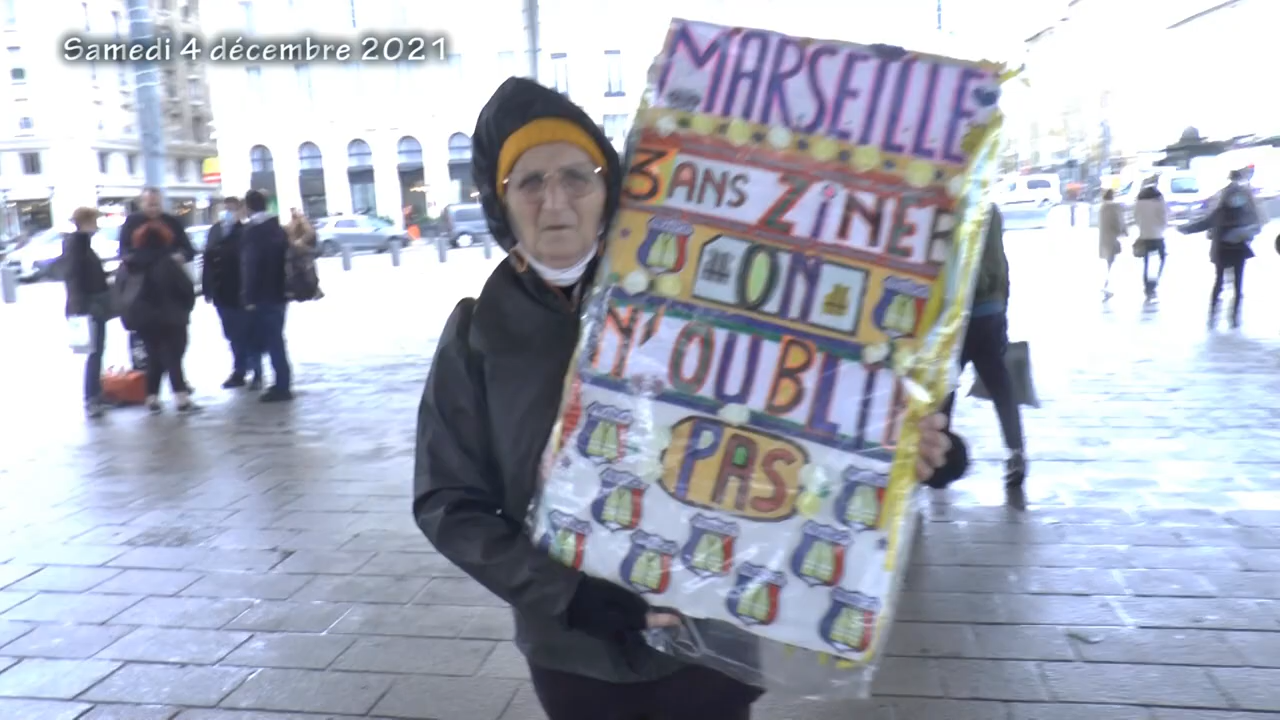 Samedi 4 décembre 2021
MARSEILLE
3 ANS ZINEB
ON
N'OUBLIE
PAS